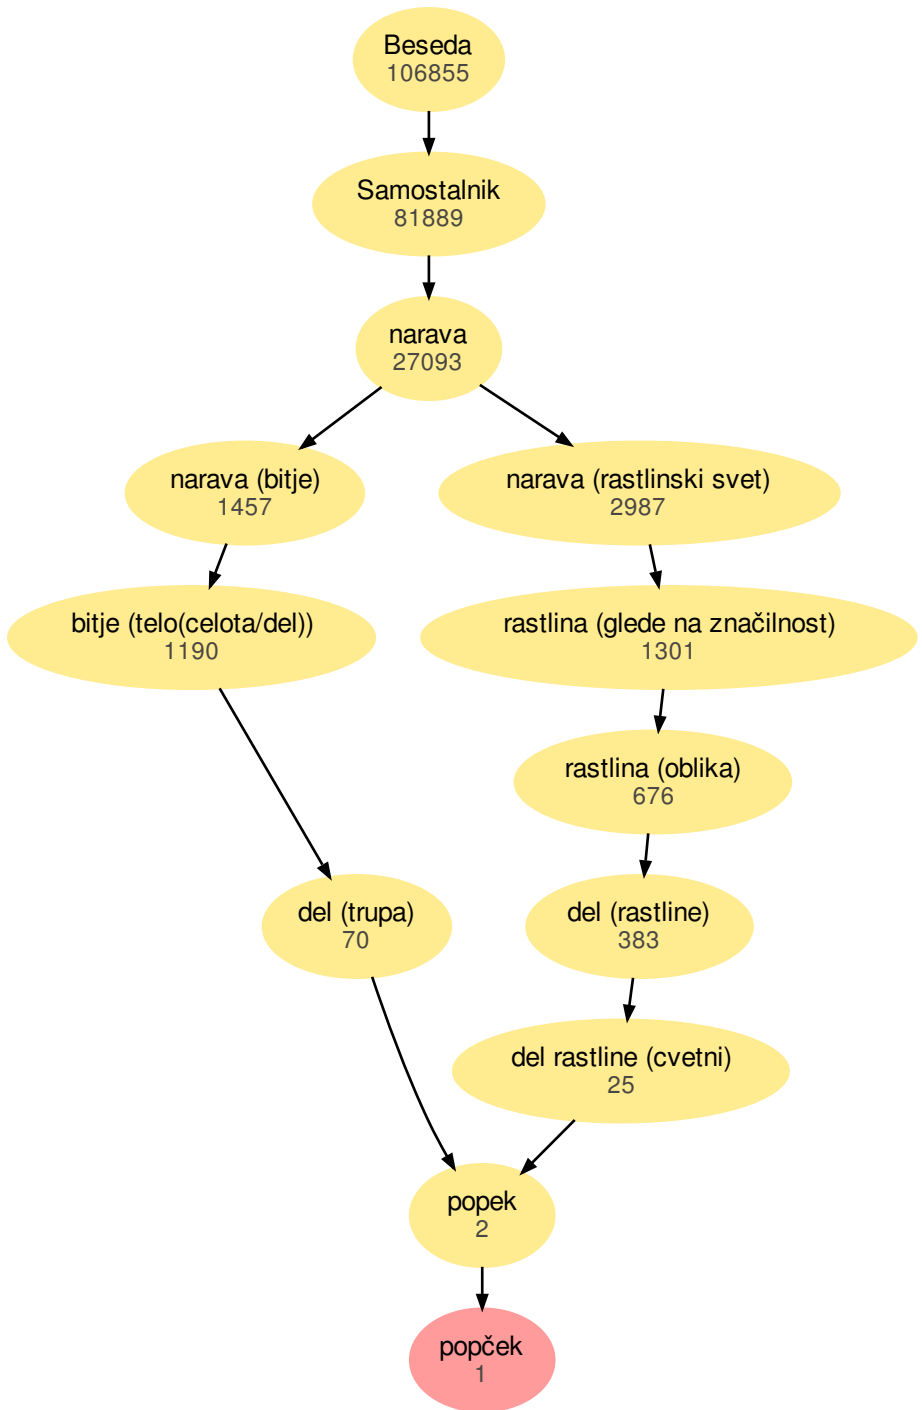 Beseda
106855
Samostalnik
81889
narava
27093
narava (bitje)
1457
narava (rastlinski svet)
2987
bitje (telo(celota/del))
1190
rastlina (glede na značilnost)
1301
rastlina (oblika)
676
del (trupa)
70
del (rastline)
383
del rastline (cvetni)
25
popek
2
popček
1